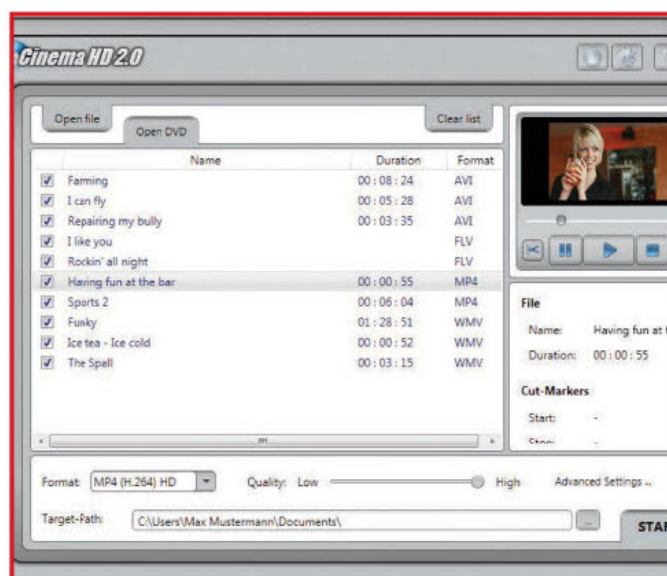 Cinema HD 2.0
Open file
Open DVD
Clear list
Name Duration Format
Farming 00 : 08 : 24 AVI
I can fly 00 : 05 : 28 AVI
Repairing my bully 00 : 03 : 35 AVI
I like you FLV
Rockin' all night FLV
Having fun at the bar 00 : 00 : 55 MP4
Sports 2 00 : 06 : 04 MP4
Funky 01 : 28 : 51 WMV
Ice tea - Ice cold 00 : 00 : 52 WMV
The Spall 00 : 03 : 15 WMV
File
Name: Having fun at
Duration: 00 : 00 : 55
Cut-Markers
Start: -
Stop: -
Format: MP4 (H.264) HD Quality: Low High Advanced Settings ..
Target-Path: C:\Users\Max Mustermann\Documents\ ...
STAR